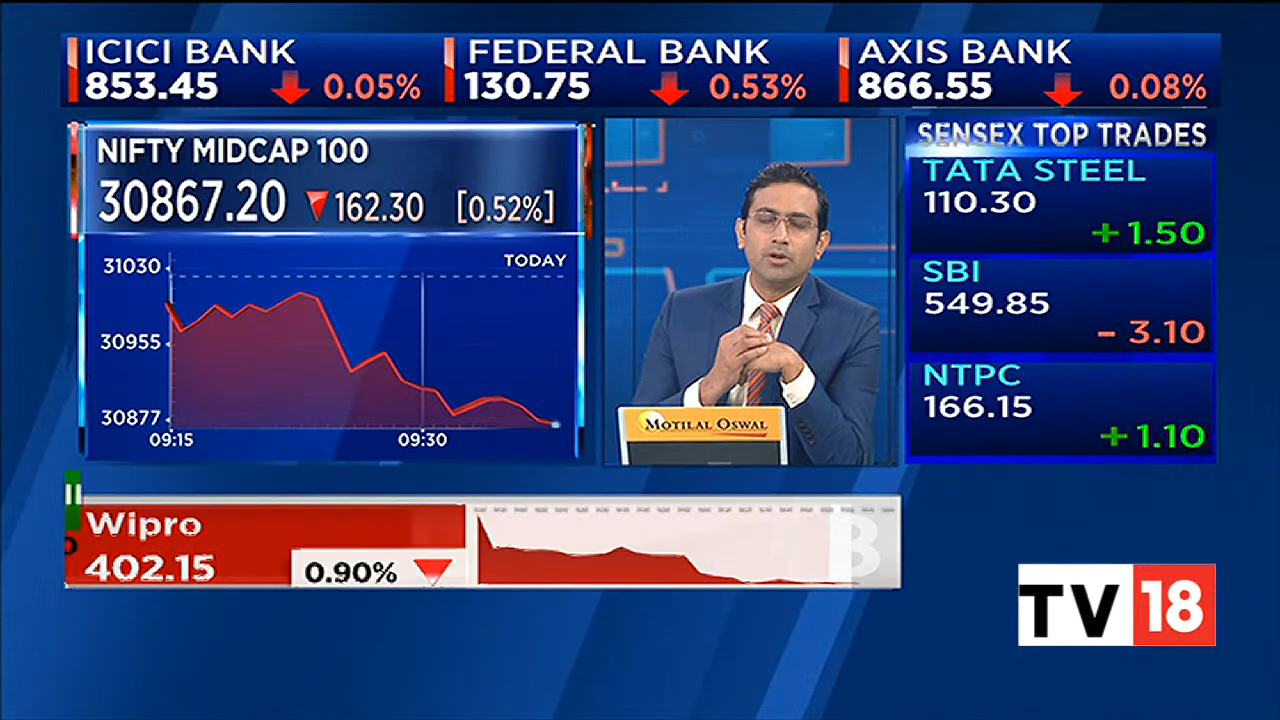 ICICI BANK
853.45 0.05%
FEDERAL BANK
130.75 0.53%
AXIS BANK
866.55 0.08%
NIFTY MIDCAP 100
30867.20 162.30 [0.52%]
TODAY
31030
30955
30877
09:15 09:30
MOTILAL OSWAL
SENSEX TOP TRADES
TATA STEEL
110.30
+ 1.50
SBI
549.85
- 3.10
NTPC
166.15
+ 1.10
Wipro
402.15
0.90%
B
TV18